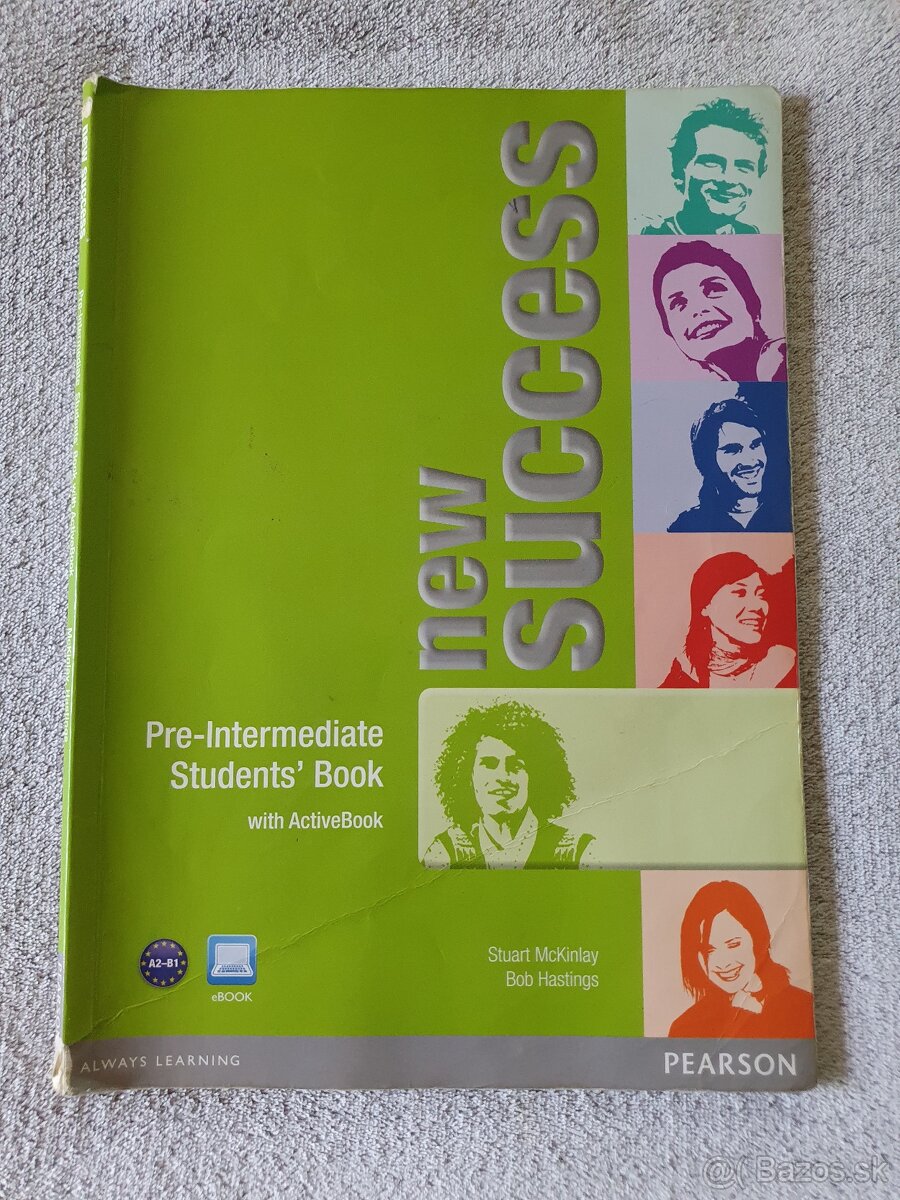 new
success
Pre-Intermediate
Students' Book
with ActiveBook
A2–B1
eBOOK
Stuart McKinlay
Bob Hastings
ALWAYS LEARNING
PEARSON
@ Bazos.sk